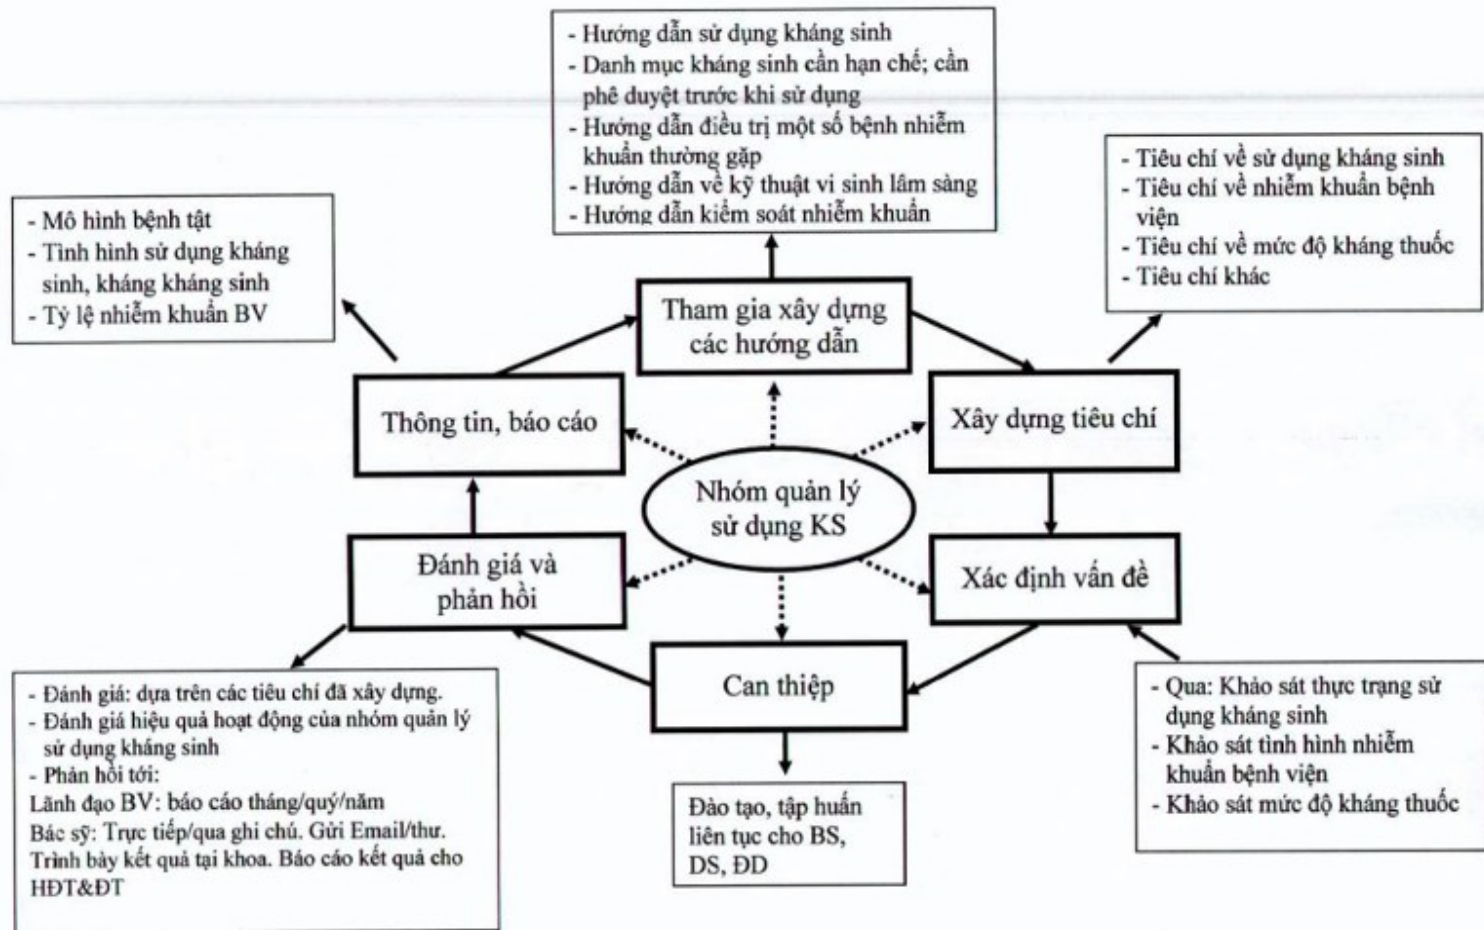 - Hướng dẫn sử dụng kháng sinh
- Danh mục kháng sinh cần hạn chế; cần
phê duyệt trước khi sử dụng
- Hướng dẫn điều trị một số bệnh nhiễm
khuẩn thường gặp
- Hướng dẫn về kỹ thuật vi sinh lâm sàng
- Hướng dẫn kiểm soát nhiễm khuẩn
- Tiêu chí về sử dụng kháng sinh
- Tiêu chí về nhiễm khuẩn bệnh
viện
- Tiêu chí về mức độ kháng thuốc
- Tiêu chí khác
- Mô hình bệnh tật
- Tình hình sử dụng kháng
sinh, kháng kháng sinh
- Tỷ lệ nhiễm khuẩn BV
Tham gia xây dựng
các hướng dẫn
Thông tin, báo cáo
Xây dựng tiêu chí
Nhóm quản lý
sử dụng KS
Đánh giá và
phản hồi
Xác định vấn đề
Can thiệp
- Đánh giá: dựa trên các tiêu chí đã xây dựng.
- Đánh giá hiệu quả hoạt động của nhóm quản lý
sử dụng kháng sinh
- Phản hồi tới:
Lãnh đạo BV: báo cáo tháng/quý/năm
Bác sỹ: Trực tiếp/qua ghi chú. Gửi Email/thư.
Trình bày kết quả tại khoa. Báo cáo kết quả cho
HĐT&ĐT
Đào tạo, tập huấn
liên tục cho BS,
DS, ĐD
- Qua: Khảo sát thực trạng sử
dụng kháng sinh
- Khảo sát tình hình nhiễm
khuẩn bệnh viện
- Khảo sát mức độ kháng thuốc